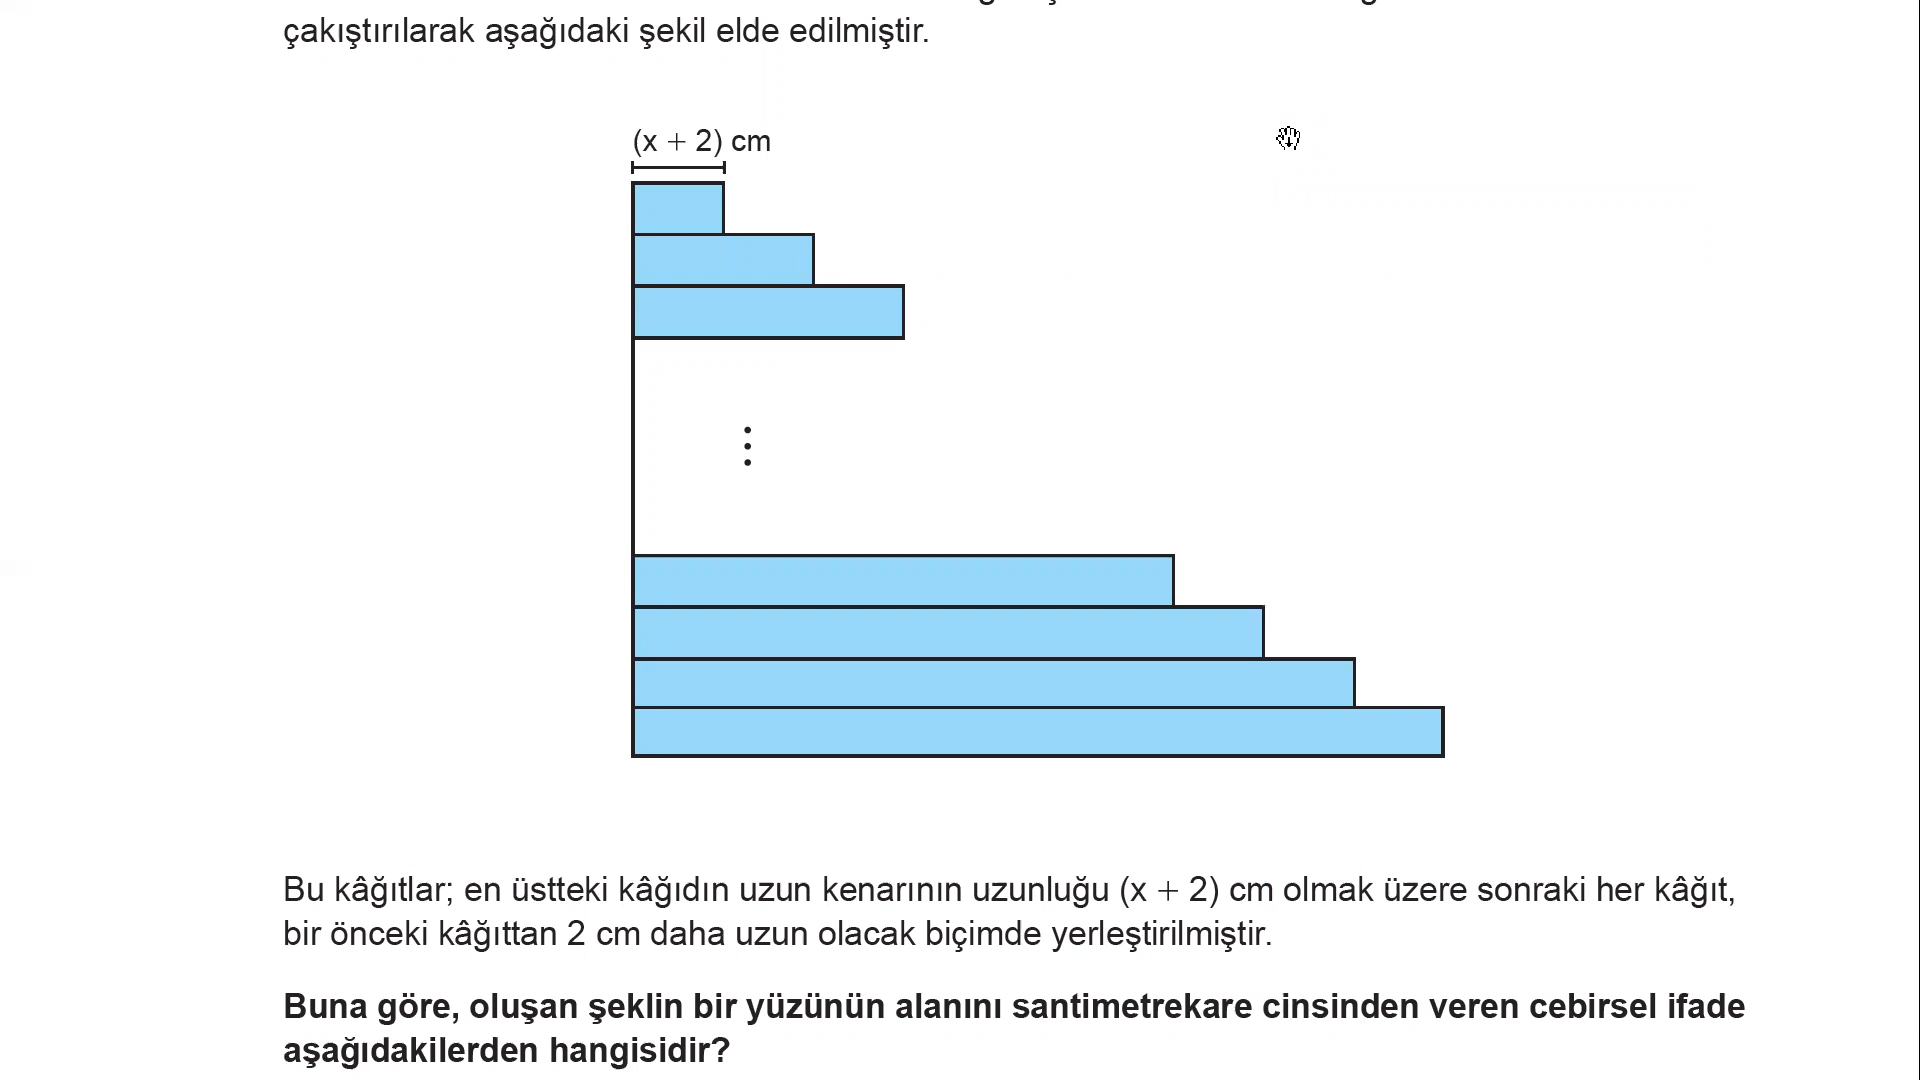 çakıştırılarak aşağıdaki şekil elde edilmiştir.
(x + 2) cm
Bu kâğıtlar; en üstteki kâğıdın uzun kenarının uzunluğu (x + 2) cm olmak üzere sonraki her kâğıt,
bir önceki kâğıttan 2 cm daha uzun olacak biçimde yerleştirilmiştir.
Buna göre, oluşan şeklin bir yüzünün alanını santimetrekare cinsinden veren cebirsel ifade
aşağıdakilerden hangisidir?